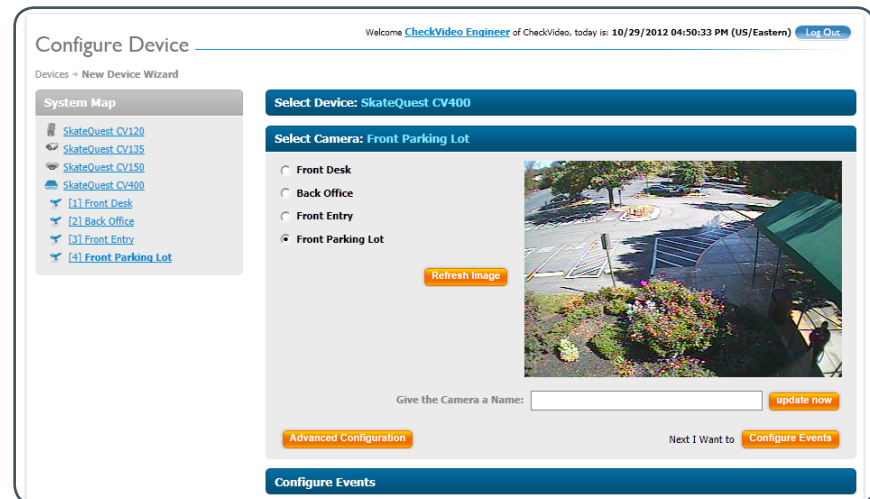 Configure Device
Welcome CheckVideo Engineer of CheckVideo, today is: 10/29/2012 04:50:33 PM (US/Eastern) Log Out
Devices → New Device Wizard
System Map
SkateQuest CV120
SkateQuest CV135
SkateQuest CV150
SkateQuest CV400
[1] Front Desk
[2] Back Office
[3] Front Entry
[4] Front Parking Lot
Select Device: SkateQuest CV400
Select Camera: Front Parking Lot
Front Desk
Back Office
Front Entry
Front Parking Lot
Refresh Image
Give the Camera a Name:
update now
Advanced Configuration
Next I Want to Configure Events
Configure Events